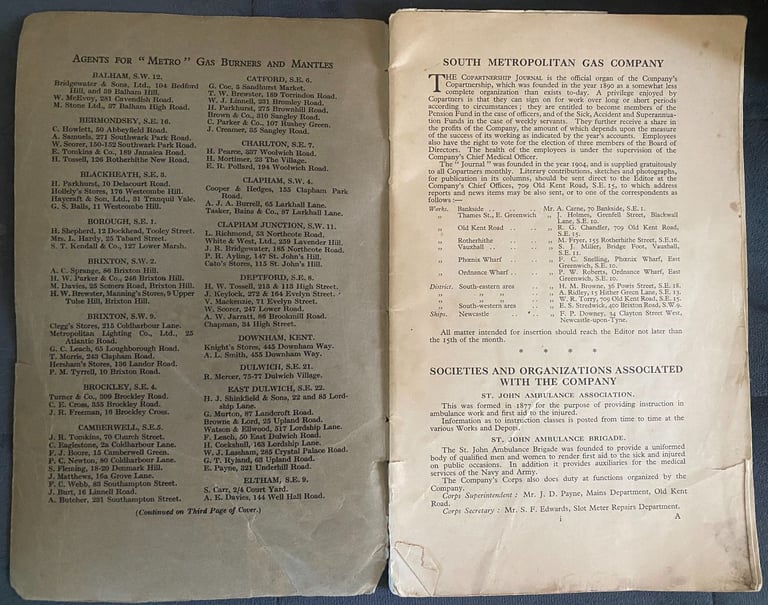 Agents for "Metro" Gas Burners and Mantles
BALHAM, S.W. 12.
Bridgewater & Sons, Ltd., 104 Bedford
Hill, and 39 Balham Hill.
W. McEvoy, 281 Cavendish Road.
M. Stone Ltd., 27 Balham High Road.
BERMONDSEY, S.E. 16.
C. Howlett, 50 Abbeyfield Road.
A. Samuels, 271 Southwark Park Road.
W. Scurer, 150-152 Southwark Park Road.
E. Tomkins & Co., 189 Jamaica Road.
H. Tossell, 126 Rotherhithe New Road.
BLACKHEATH, S.E. 3.
H. Parkhurst, 10 Delacourt Road.
Holley's Stores, 176 Westcombe Hill.
Haycraft & Son, Ltd., 31 Tranquil Vale.
G. S. Balls, 11 Westcombe Hill.
BOROUGH, S.E. 1.
H. Shepherd, 12 Dockhead, Tooley Street.
Mrs. L. Hardy, 25 Tabard Street.
S. T. Kendall & Co., 127 Lower Marsh.
BRIXTON, S.W. 2.
A. C. Sprange, 86 Brixton Hill.
H. W. Parker & Co., 246 Brixton Hill.
M. Davies, 25 Somers Road, Brixton Hill.
H. W. Brewster, Manning's Stores, 9 Upper
Tulse Hill, Brixton Hill.
BRIXTON, S.W. 9.
Clegg's Stores, 215 Coldharbour Lane.
Metropolitan Lighting Co., Ltd., 25
Atlantic Road.
G. C. Leach, 65 Loughborough Road.
T. Morris, 243 Clapham Road.
Hersham's Stores, 136 Landor Road.
P. M. Tyrrell, 10 Brixton Road.
BROCKLEY, S.E. 4.
Turner & Co., 309 Brockley Road.
C. E. Cross, 355 Brockley Road.
J. R. Freeman, 16 Brockley Cross.
CAMBERWELL, S.E. 5.
J. R. Tomkins, 70 Church Street.
C. Eaglestone, 2a Coldharbour Lane.
F. J. Boore, 15 Camberwell Green.
P. C. Newton, 80 Coldharbour Lane.
S. Fleming, 18-20 Denmark Hill.
J. Matthews, 16a Grove Lane.
F. C. Webb, 83 Southampton Street.
J. Burt, 16 Linnell Road.
A. Butcher, 231 Southampton Street.
CATFORD, S.E. 6.
G. Coe, 3 Sandhurst Market.
T. W. Brewster, 189 Torridon Road.
W. J. Linnell, 231 Bromley Road.
H. Parkhurst, 275 Brownhill Road.
Brown & Co., 310 Sangley Road.
C. Parker & Co., 107 Rushey Green.
J. Creamer, 35 Sangley Road.
CHARLTON, S.E. 7.
H. Pearce, 337 Woolwich Road.
H. Mortimer, 23 The Village.
E. R. Pollard, 194 Woolwich Road.
CLAPHAM, S.W. 4.
Cooper & Hedges, 155 Clapham Park
Road.
A. J. A. Burrell, 65 Larkhall Lane.
Tasker, Bains & Co., 87 Larkhall Lane.
CLAPHAM JUNCTION, S.W. 11.
L. Richmond, 53 Northcote Road.
White & West, Ltd., 259 Lavender Hill.
J. R. Bridgewater, 185 Northcote Road.
P. R. Ayling, 147 St. John's Hill.
Cato's Stores, 115 St. John's Hill.
DEPTFORD, S.E. 8.
H. W. Tossell, 213 & 113 High Street.
J. Keylock, 272 & 164 Evelyn Street.
V. Mackenzie, 71 Evelyn Street.
W. Scurer, 247 Lower Road.
A. W. Jarratt, 86 Brookmill Road.
Chapman, 34 High Street.
DOWNHAM, KENT.
Knight's Stores, 445 Downham Way.
A. L. Smith, 455 Downham Way.
DULWICH, S.E. 21.
R. Mercer, 75-77 Dulwich Village.
EAST DULWICH, S.E. 22.
H. J. Shinkfield & Sons, 22 and 85 Lord-
ship Lane.
G. Murton, 87 Landcroft Road.
Browne & Lord, 25 Upland Road.
Watson & Ellwood, 517 Lordship Lane.
F. Leach, 50 East Dulwich Road.
H. Cockshull, 163 Lordship Lane.
W. J. Lassham, 285 Crystal Palace Road.
G. T. Ryland, 63 Upland Road.
E. Payne, 321 Underhill Road.
ELTHAM, S.E. 9.
S. Carr, 2/4 Court Yard.
A. E. Davies, 144 Well Hall Road.
(Continued on Third Page of Cover.)
SOUTH METROPOLITAN GAS COMPANY
THE COPARTNERSHIP JOURNAL is the official organ of the Company's
Copartnership, which was founded in the year 1890 as a somewhat less
complete organization than exists to-day. A privilege enjoyed by
Copartners is that they can sign on for work over long or short periods
according to circumstances; they are entitled to become members of the
Pension Fund in the case of officers, and of the Sick, Accident and Superannua-
tion Funds in the case of weekly servants. They further receive a share in
the profits of the Company, the amount of which depends upon the measure
of the success of its working as indicated by the year's accounts. Employees
also have the right to vote for the election of three members of the Board of
Directors. The health of the employees is under the supervision of the
Company's Chief Medical Officer.
The "Journal" was founded in the year 1904, and is supplied gratuitously
to all Copartners monthly. Literary contributions, sketches and photographs,
for publication in its columns, should be sent direct to the Editor at the
Company's Chief Offices, 709 Old Kent Road, S.E. 15, to which address
reports and news items may be also sent, or to one of the correspondents as
follows :—
Works. Bankside .. .. Mr. A. Carne, 70 Bankside, S.E. 1.
„ Thames St., E. Greenwich „ J. Holmes, Grenfell Street, Blackwall
Lane, S.E. 10.
„ Old Kent Road .. .. „ R. G. Chandler, 709 Old Kent Road,
S.E. 15.
„ Rotherhithe .. .. „ M. Fryer, 155 Rotherhithe Street, S.E.16.
„ Vauxhall .. .. „ S. J. Miller, Bridge Foot, Vauxhall,
S.E. 11.
„ Phœnix Wharf .. .. „ F. C. Snelling, Phœnix Wharf, East
Greenwich, S.E. 10.
„ Ordnance Wharf .. .. „ P. W. Roberts, Ordnance Wharf, East
Greenwich, S.E. 10.
District. South-eastern area „ H. M. Browne, 36 Powis Street, S.E. 18.
„ „ „ „ A. Ridley, 15 Hither Green Lane, S.E. 13.
„ „ „ „ W. R. Torry, 709 Old Kent Road, S.E. 15.
„ South-western area .. „ E. S. Stredwick, 400 Brixton Road, S.W.9.
Ships. Newcastle .. .. „ F. P. Downey, 34 Clayton Street West,
Newcastle-upon-Tyne.
All matter intended for insertion should reach the Editor not later than
the 15th of the month.
* * * *
SOCIETIES AND ORGANIZATIONS ASSOCIATED
WITH THE COMPANY
ST. JOHN AMBULANCE ASSOCIATION.
This was formed in 1877 for the purpose of providing instruction in
ambulance work and first aid to the injured.
Information as to instruction classes is posted from time to time at the
various Works and Depots.
ST. JOHN AMBULANCE BRIGADE.
The St. John Ambulance Brigade was founded to provide a uniformed
body of qualified men and women to render first aid to the sick and injured
on public occasions. In addition it provides auxiliaries for the medical
services of the Navy and Army.
The Company's Corps also does duty at functions organized by the
Company.
Corps Superintendent : Mr. J. D. Payne, Mains Department, Old Kent
Road.
Corps Secretary : Mr. S. F. Edwards, Slot Meter Repairs Department.
i A